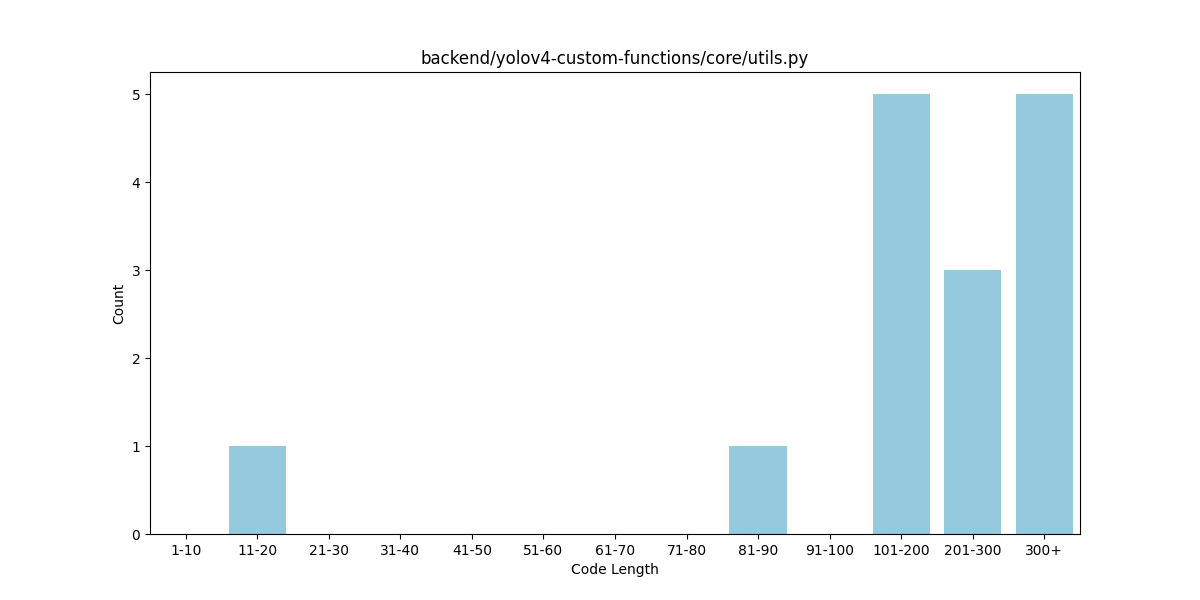 backend/yolov4-custom-functions/core/utils.py
5
4
3
2
1
0
Count
1-10 11-20 21-30 31-40 41-50 51-60 61-70 71-80 81-90 91-100 101-200 201-300 300+
Code Length